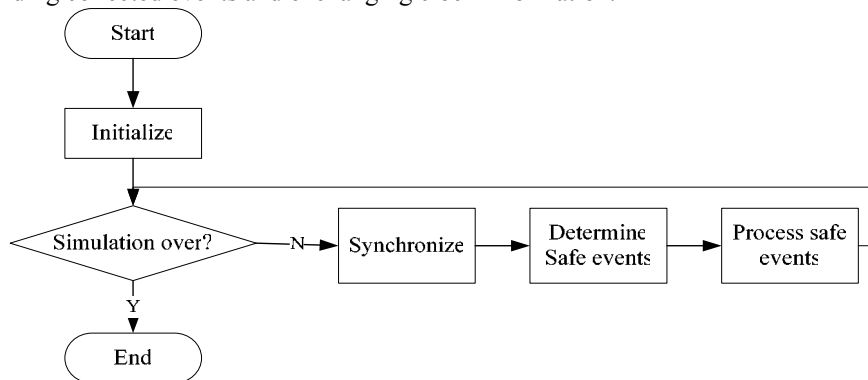 Start
Initialize
Simulation over?
N
Synchronize
Determine
Safe events
Process safe
events
Y
End